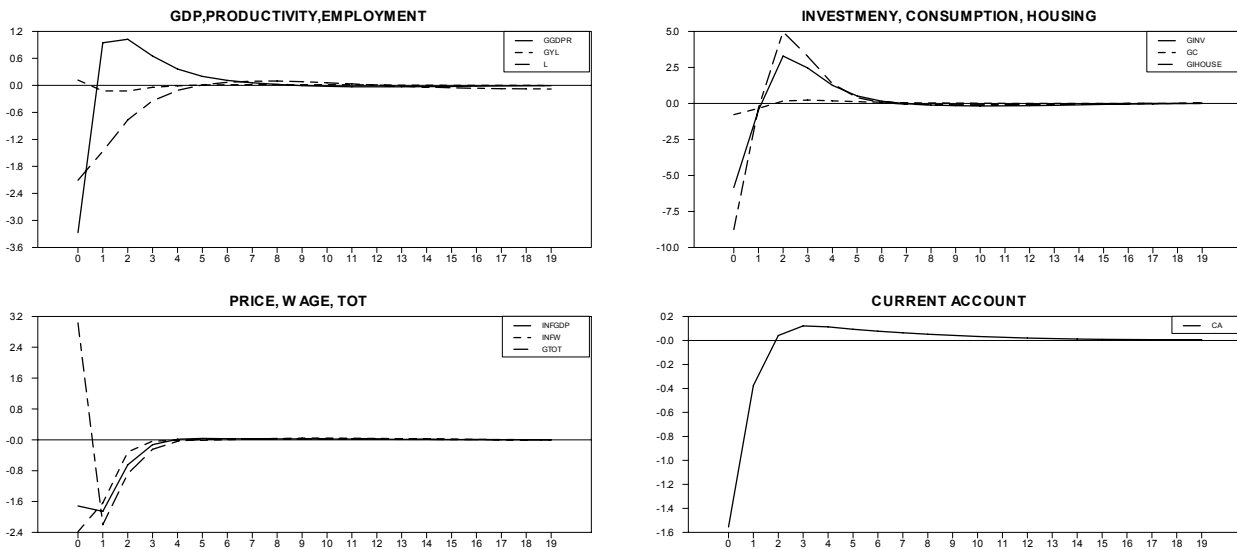 GDP,PRODUCTIVITY,EMPLOYMENT
1.2
0.6
0.0
-0.6
-1.2
-1.8
-2.4
-3.0
-3.6
GGDPR
GYL
L
0 1 2 3 4 5 6 7 8 9 10 11 12 13 14 15 16 17 18 19
INVESTMENY, CONSUMPTION, HOUSING
5.0
2.5
0.0
-2.5
-5.0
-7.5
-10.0
GINV
GC
GIHOUSE
0 1 2 3 4 5 6 7 8 9 10 11 12 13 14 15 16 17 18 19
PRICE, WAGE, TOT
3.2
2.4
1.6
0.8
-0.0
-0.8
-1.6
-2.4
INFGDP
INFW
GTOT
0 1 2 3 4 5 6 7 8 9 10 11 12 13 14 15 16 17 18 19
CURRENT ACCOUNT
0.2
-0.0
-0.2
-0.4
-0.6
-0.8
-1.0
-1.2
-1.4
-1.6
CA
0 1 2 3 4 5 6 7 8 9 10 11 12 13 14 15 16 17 18 19